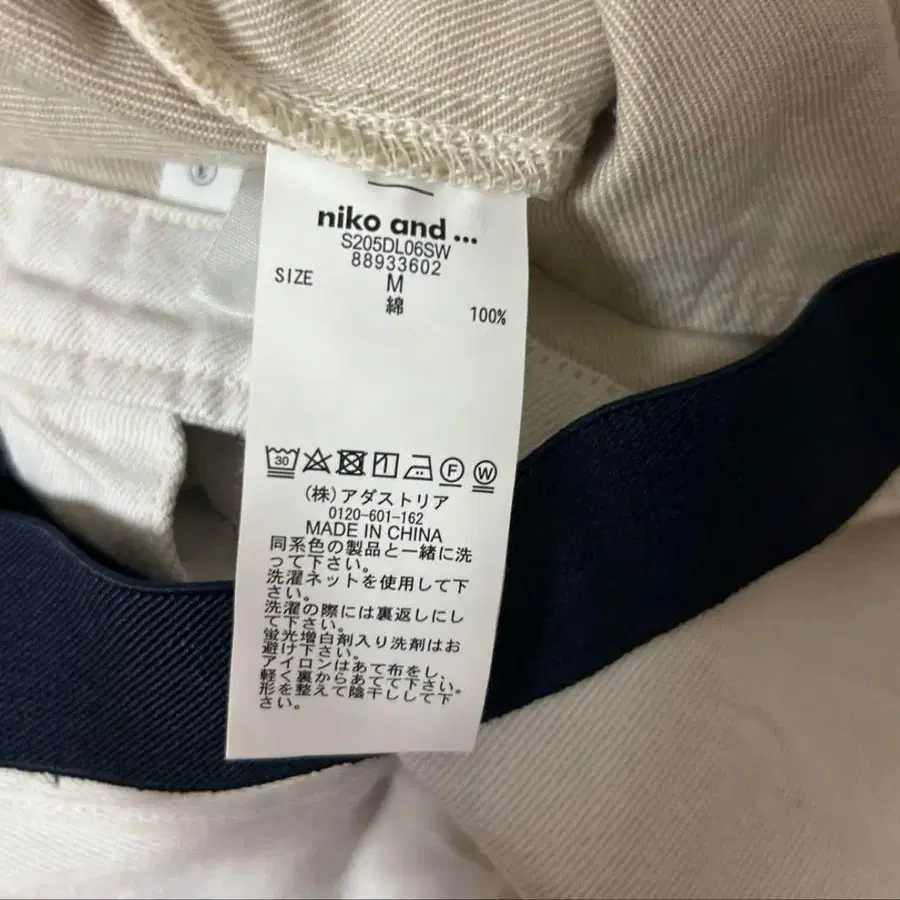 niko and ...
S205DL06SW
88933602
SIZE M
綿 100%
30 F W
(株)アダストリア
0120-601-162
MADE IN CHINA
同系色の製品と一緒に洗
って下さい。
洗濯ネットを使用して下
さい。
洗濯の際には裏返しにし
て下さい。
蛍光増白剤入り洗剤はお
避け下さい。
アイロンはあて布をし、
軽く裏からあてて下さい。
形を整えて陰干しして下
さい。